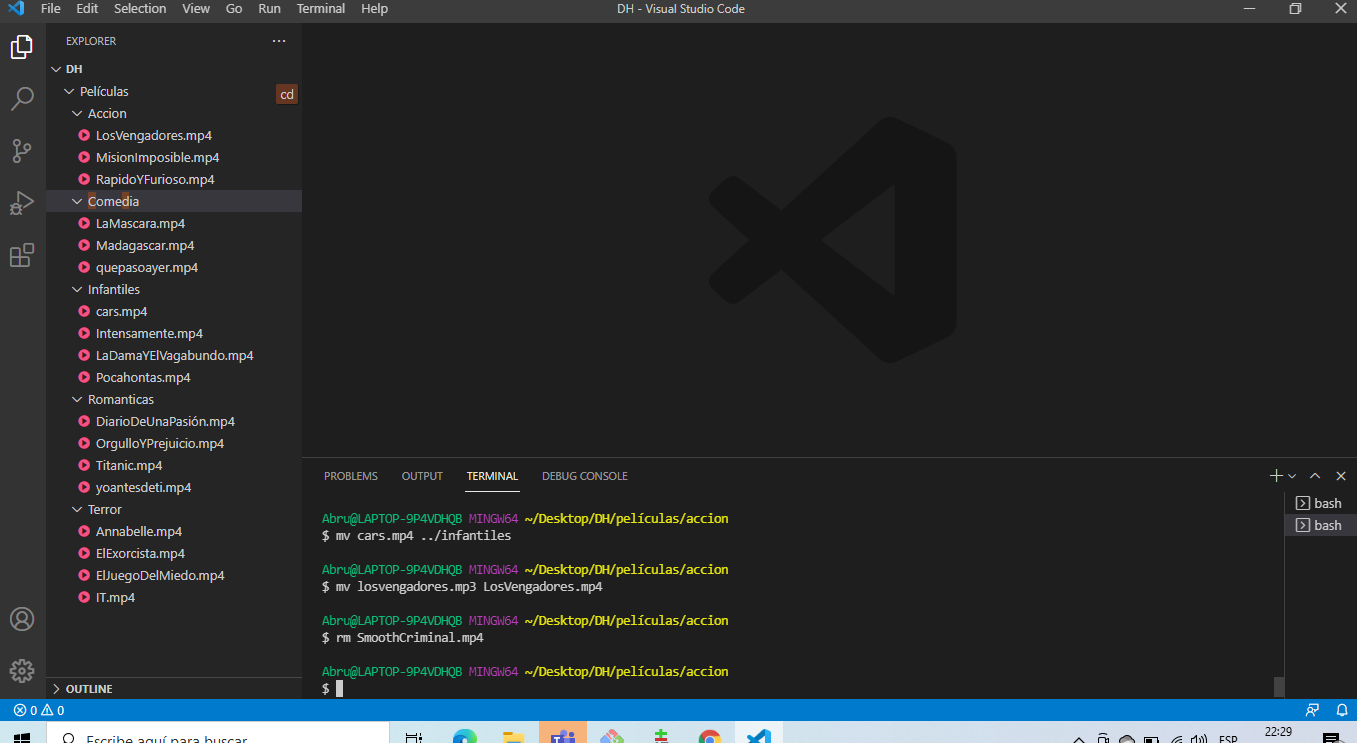 File Edit Selection View Go Run Terminal Help
DH - Visual Studio Code
EXPLORER
DH
Películas
cd
Accion
LosVengadores.mp4
MisionImposible.mp4
RapidoYFurioso.mp4
Comedia
LaMascara.mp4
Madagascar.mp4
quepasoayer.mp4
Infantiles
cars.mp4
Intensamente.mp4
LaDamaYElVagabundo.mp4
Pocahontas.mp4
Romanticas
DiarioDeUnaPasión.mp4
OrgulloYPrejuicio.mp4
Titanic.mp4
yoantesdeti.mp4
Terror
Annabelle.mp4
ElExorcista.mp4
ElJuegoDelMiedo.mp4
IT.mp4
OUTLINE
PROBLEMS OUTPUT TERMINAL DEBUG CONSOLE
Abru@LAPTOP-9P4VDHQB MINGW64 ~/Desktop/DH/películas/accion
$ mv cars.mp4 ../infantiles
Abru@LAPTOP-9P4VDHQB MINGW64 ~/Desktop/DH/películas/accion
$ mv losvengadores.mp3 LosVengadores.mp4
Abru@LAPTOP-9P4VDHQB MINGW64 ~/Desktop/DH/películas/accion
$ rm SmoothCriminal.mp4
Abru@LAPTOP-9P4VDHQB MINGW64 ~/Desktop/DH/películas/accion
$
bash
bash
0 0
Escribe aquí para buscar
ESP
22:29